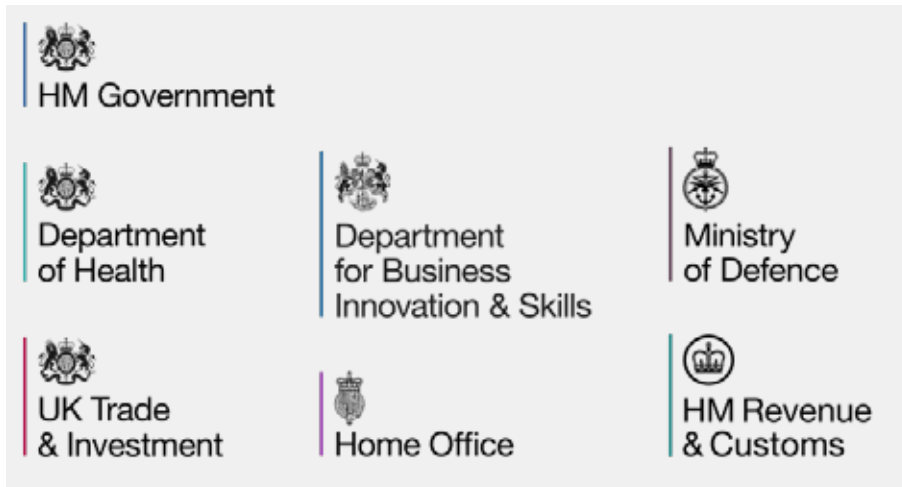 HM Government
Department
of Health
Department
for Business
Innovation & Skills
Ministry
of Defence
UK Trade
& Investment
Home Office
HM Revenue
& Customs